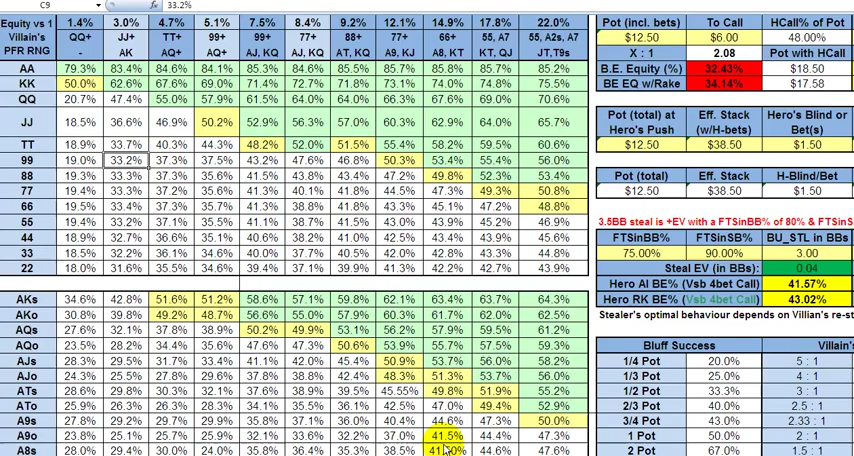 C9 fx 33.2%
Equity vs 1 1.4% 3.0% 4.7% 5.1% 7.5% 8.4% 9.2% 12.1% 14.9% 17.8% 22.0%
Villain's QQ+ JJ+ TT+ 99+ 99+ 77+ 88+ 77+ 66+ 55, A7 55, A2s, A7
PFR RNG - AK AQ+ AQ+ AJ, KQ AJ, KQ AT, KQ A9, KJ A8, KT KT, QJ JT,T9s
AA 79.3% 83.4% 84.6% 84.1% 85.3% 84.6% 85.5% 85.7% 85.8% 85.7% 85.2%
KK 50.0% 62.6% 67.6% 69.0% 71.4% 72.7% 71.8% 73.1% 74.0% 74.8% 75.5%
QQ 20.7% 47.4% 55.0% 57.9% 61.5% 64.0% 64.0% 66.3% 67.6% 69.0% 70.6%
JJ 18.5% 36.6% 46.9% 50.2% 52.9% 56.3% 57.0% 60.3% 62.9% 64.0% 65.7%
TT 18.9% 33.7% 40.3% 44.3% 48.2% 52.0% 51.5% 55.4% 58.2% 59.5% 60.6%
99 19.0% 33.2% 37.3% 37.5% 43.2% 47.6% 46.8% 50.3% 53.4% 55.4% 56.0%
88 19.3% 33.3% 37.3% 35.6% 41.5% 43.8% 43.4% 47.2% 49.8% 52.3% 53.4%
77 19.4% 33.3% 37.2% 35.6% 41.3% 40.1% 41.8% 44.5% 47.3% 49.3% 50.8%
66 19.5% 33.4% 37.2% 35.7% 41.3% 38.8% 41.8% 43.3% 45.1% 47.2% 48.8%
55 19.4% 33.2% 37.1% 35.5% 41.1% 38.7% 41.5% 43.0% 43.9% 45.2% 46.9%
44 18.9% 32.7% 36.6% 35.1% 40.6% 38.2% 41.0% 42.5% 43.4% 43.9% 45.6%
33 18.5% 32.2% 36.1% 34.6% 40.0% 37.7% 40.4% 42.0% 42.8% 43.3% 44.9%
22 18.0% 31.6% 35.5% 34.6% 39.4% 37.1% 39.9% 41.3% 42.2% 42.7% 43.9%
AKs 34.6% 42.8% 51.6% 51.2% 58.6% 57.1% 59.8% 62.1% 63.4% 63.7% 64.3%
AKo 30.8% 39.8% 49.2% 48.7% 56.6% 55.0% 57.9% 60.3% 61.7% 62.0% 62.5%
AQs 27.6% 32.1% 37.8% 38.9% 50.2% 49.9% 53.1% 56.2% 57.9% 59.5% 61.2%
AQo 23.5% 28.2% 34.4% 35.6% 47.6% 47.3% 50.6% 53.9% 55.7% 57.5% 59.3%
AJs 28.3% 29.5% 31.7% 33.4% 41.1% 42.0% 45.4% 50.9% 53.7% 56.0% 58.2%
AJo 24.3% 25.5% 27.8% 29.6% 37.8% 38.8% 42.4% 48.3% 51.3% 53.7% 56.0%
ATs 28.6% 29.8% 30.3% 32.1% 37.6% 38.9% 39.5% 45.55% 49.8% 51.9% 55.2%
ATo 25.9% 26.3% 26.3% 28.3% 34.1% 35.5% 36.1% 42.5% 47.0% 49.4% 52.9%
A9s 27.8% 29.2% 29.7% 29.9% 35.8% 37.1% 36.0% 40.4% 44.6% 47.3% 50.0%
A9o 23.8% 25.1% 25.7% 25.9% 32.1% 33.6% 32.2% 37.0% 41.5% 44.4% 47.3%
A8s 28.0% 29.4% 30.0% 24.0% 36.0% 37.1% 35.3% 38.5% 44.6% 47.6%
Pot (incl. bets) To Call HCall% of Pot
$12.50 $6.00 48.00%
X : 1 2.08 Pot with HCall
B.E. Equity (%) 32.43% $18.50
BE EQ w/Rake 34.14% $17.58
Pot (total) at Eff. Stack Hero's Blind or
Hero's Push (w/H-bets) Bet(s)
$12.50 $38.50 $1.50
Pot (total) Eff. Stack H-Blind/Bet
$12.50 $38.50 $1.50
3.5BB steal is +EV with a FTSinBB% of 80% & FTSinS
FTSinBB% FTSinSB% BU_STL in BBs
75.00% 90.00% 3.00
Steal EV (in BBs): 0.04
Hero AI BE% (Vsb 4bet Call) 41.57%
Hero RK BE% (Vsb 4bet Call) 43.02%
Stealer's optimal behaviour depends on Villian's re-st
Bluff Success Villain's
1/4 Pot 20.0% 5 : 1
1/3 Pot 25.0% 4 : 1
1/2 Pot 33.3% 3 : 1
2/3 Pot 40.0% 2.5 : 1
3/4 Pot 43.0% 2.33 : 1
1 Pot 50.0% 2 : 1
2 Pot 67.0% 1.5 : 1